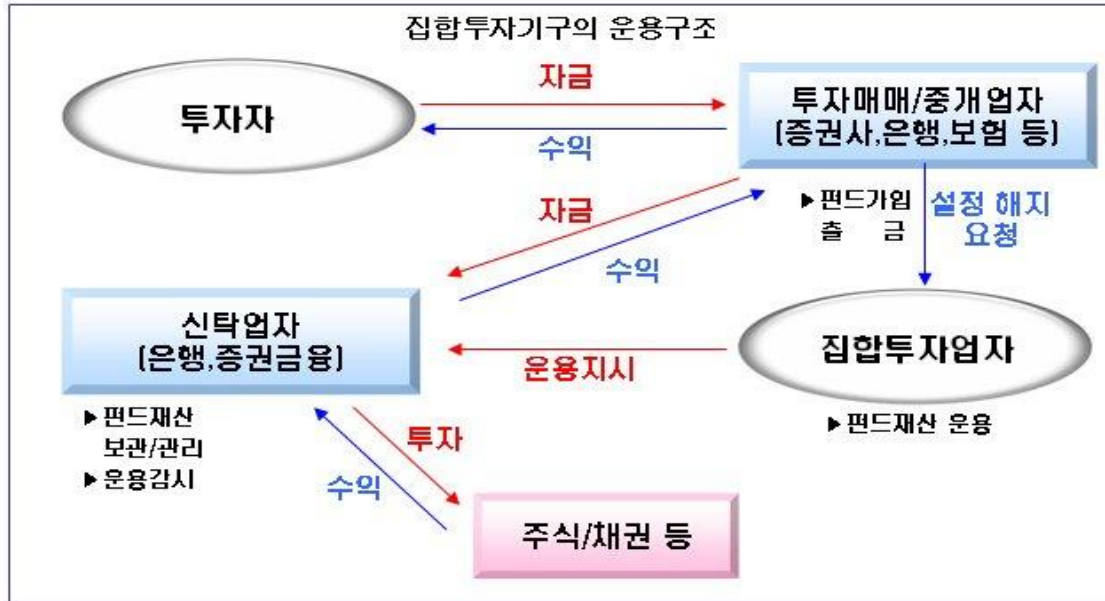 집합투자기구의 운용구조
투자자
자금
수익
투자매매/중개업자
(증권사,은행,보험 등)
▶펀드가입
출 금
설정 해지
요청
자금
수익
신탁업자
(은행,증권금융)
▶펀드재산
보관/관리
▶운용감시
운용지시
집합투자업자
▶펀드재산 운용
투자
수익
주식/채권 등